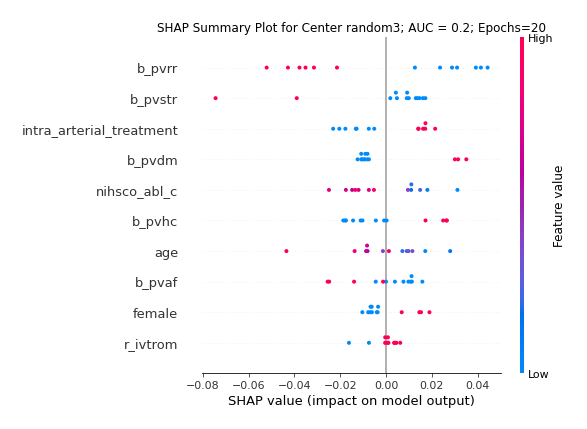 SHAP Summary Plot for Center random3; AUC = 0.2; Epochs=20
High
b_pvrr
b_pvstr
intra_arterial_treatment
b_pvdm
nihsco_abl_c
b_pvhc
age
b_pvaf
female
r_ivtrom
Feature value
Low
−0.08 −0.06 −0.04 −0.02 0.00 0.02 0.04
SHAP value (impact on model output)